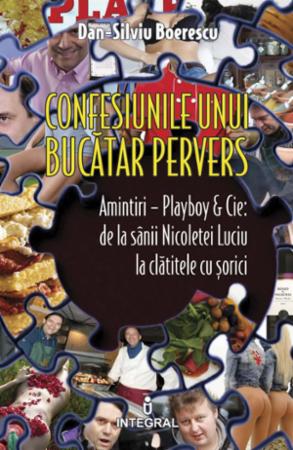 PLA
Dan-Silviu Boerescu
CONFESIUNILE UNUI
BUCĂTAR PERVERS
Amintiri – Playboy & Cie:
de la sânii Nicoletei Luciu
la clătitele cu șorici
INTEGRAL